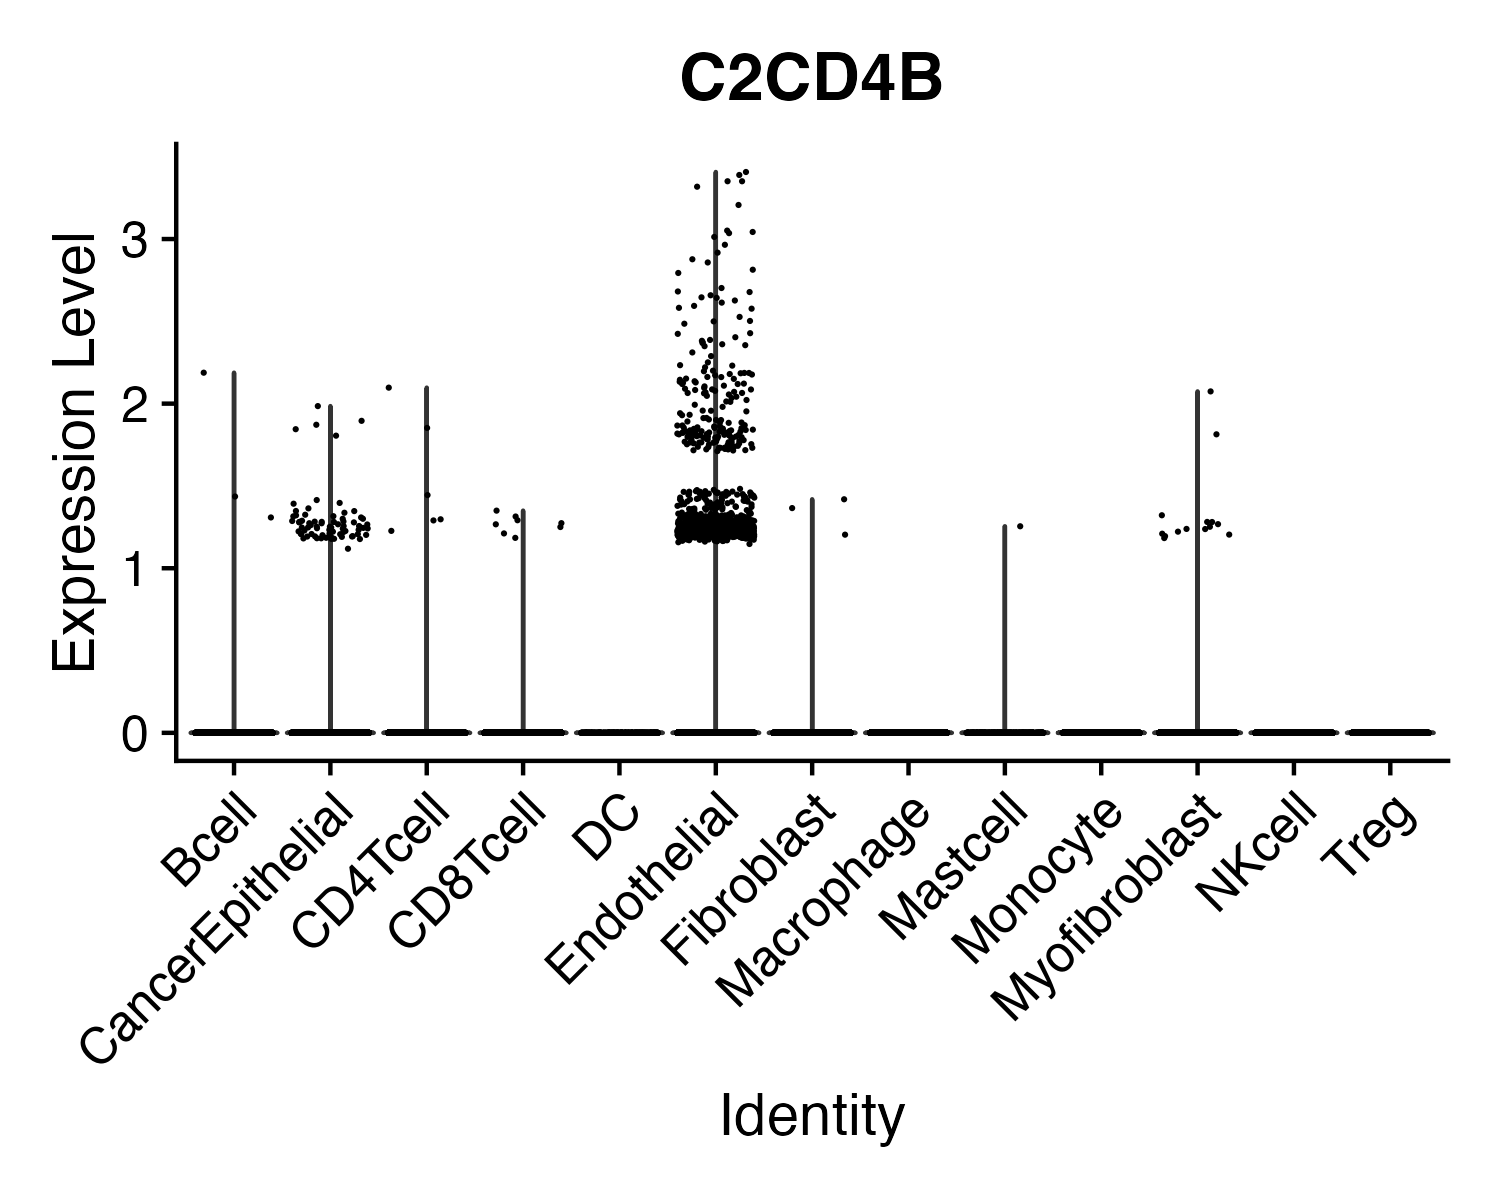 C2CD4B
Expression Level
3
2
1
0
Bcell
CancerEpithelial
CD4Tcell
CD8Tcell
DC
Endothelial
Fibroblast
Macrophage
Mastcell
Monocyte
Myofibroblast
NKcell
Treg
Identity